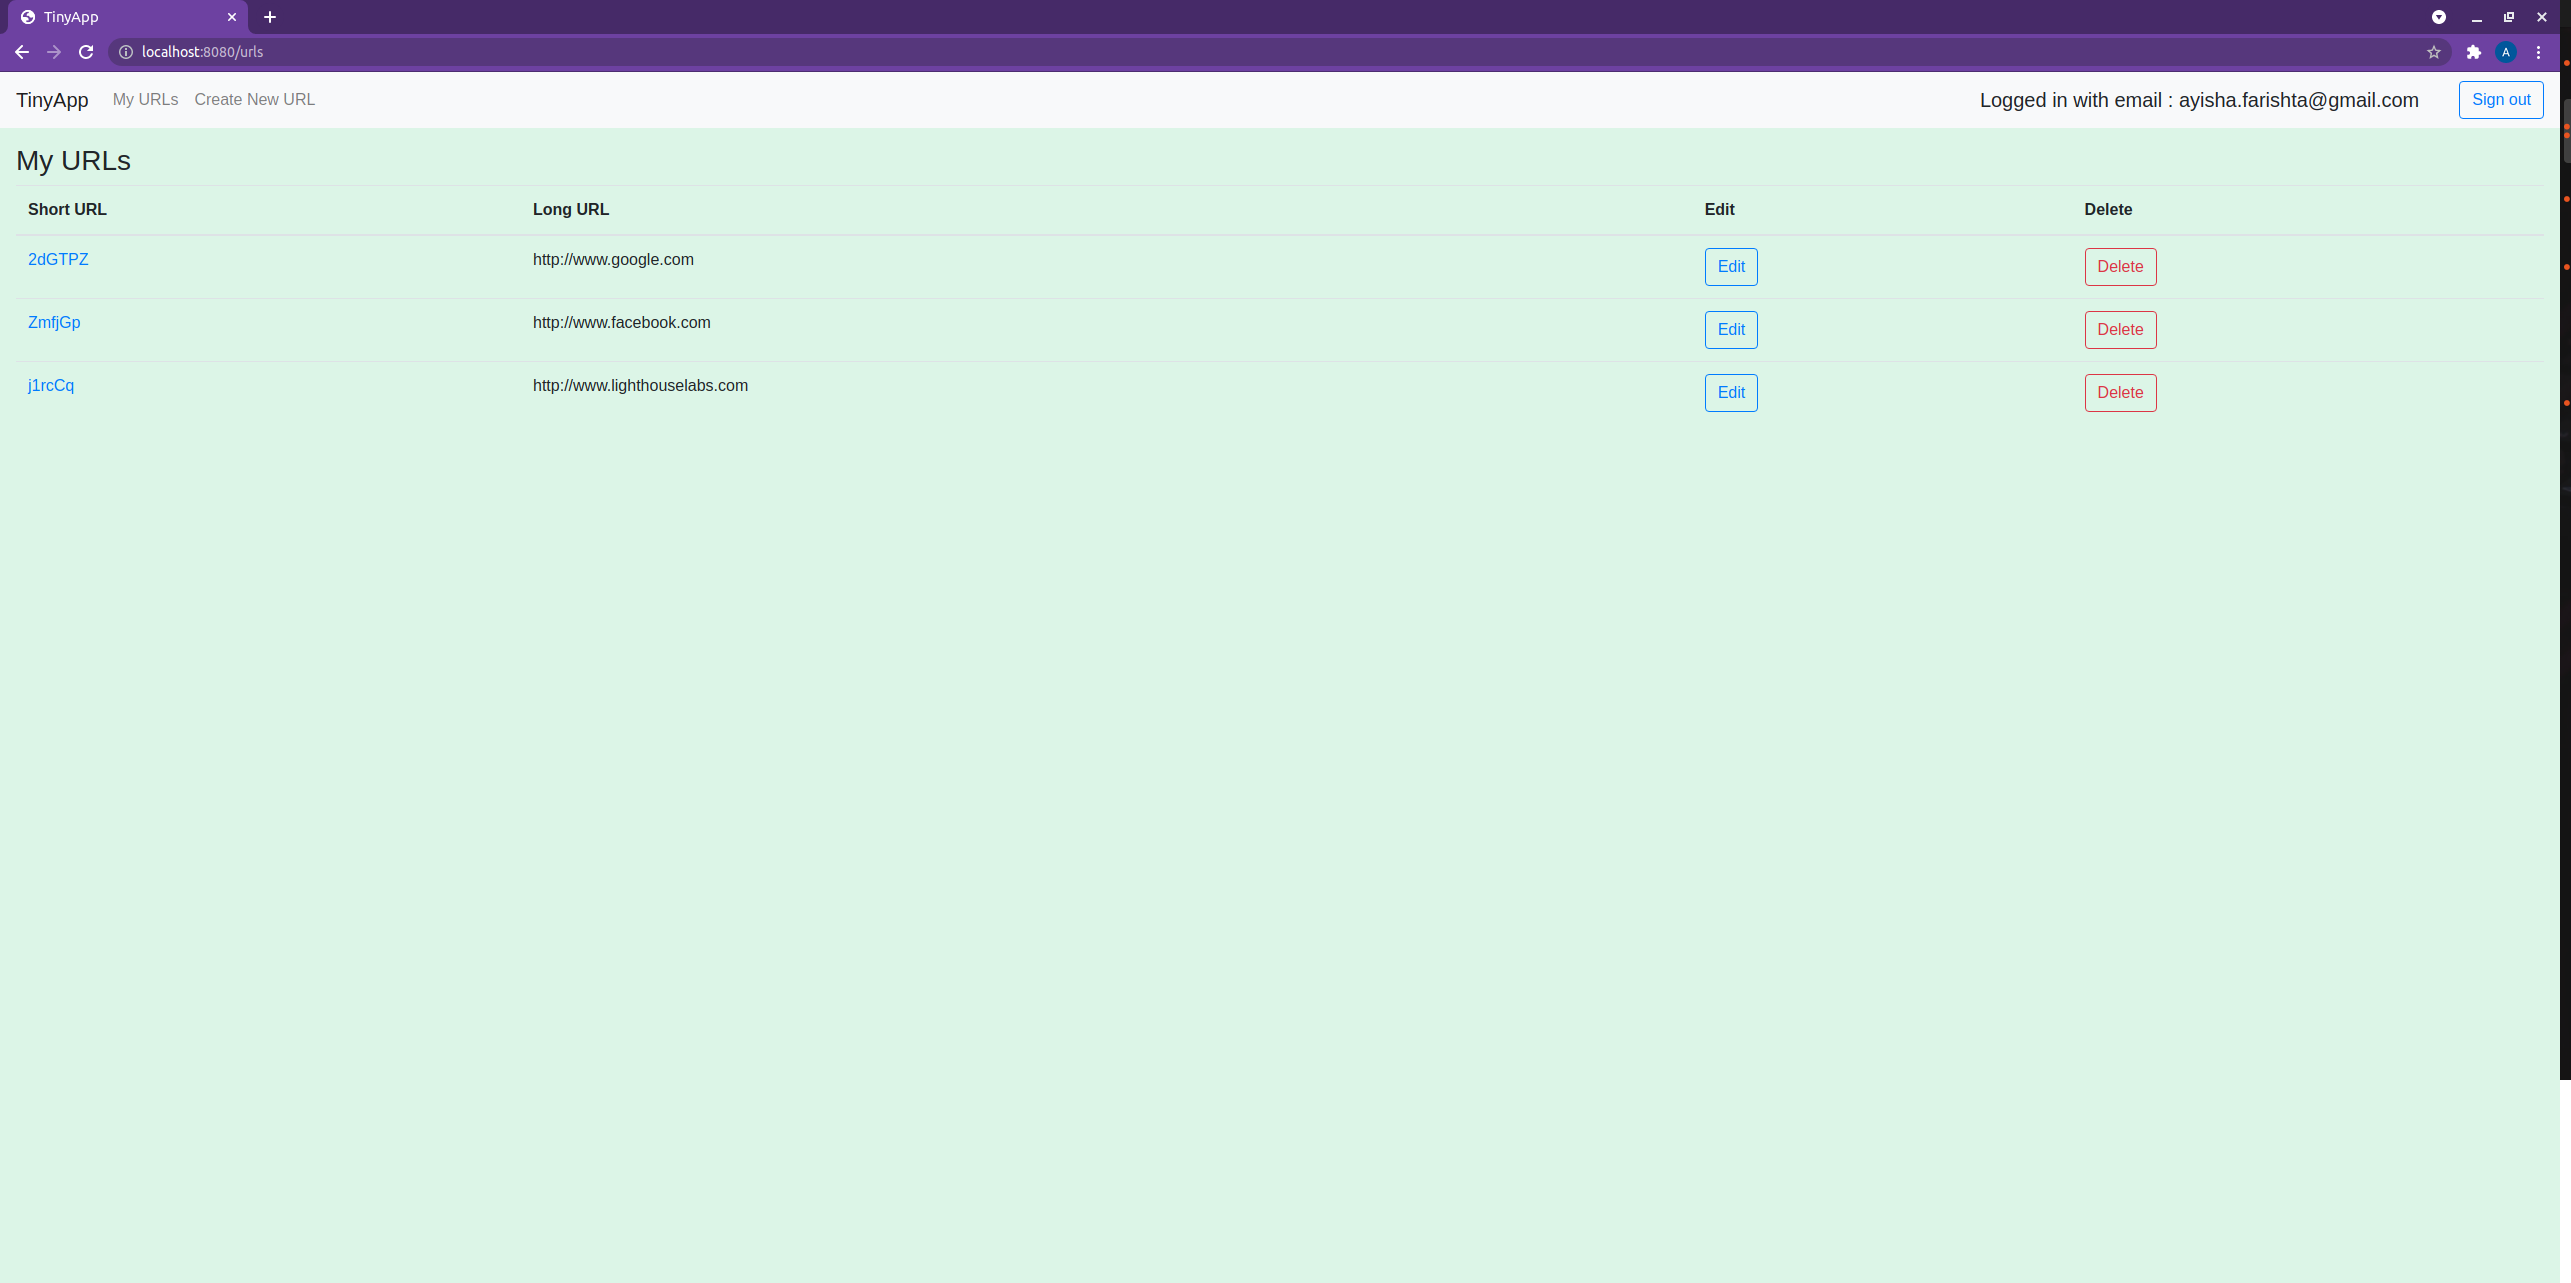 TinyApp
localhost:8080/urls
A
TinyApp My URLs Create New URL Logged in with email : ayisha.farishta@gmail.com Sign out
My URLs
Short URL Long URL Edit Delete
2dGTPZ http://www.google.com Edit Delete
ZmfjGp http://www.facebook.com Edit Delete
j1rcCq http://www.lighthouselabs.com Edit Delete